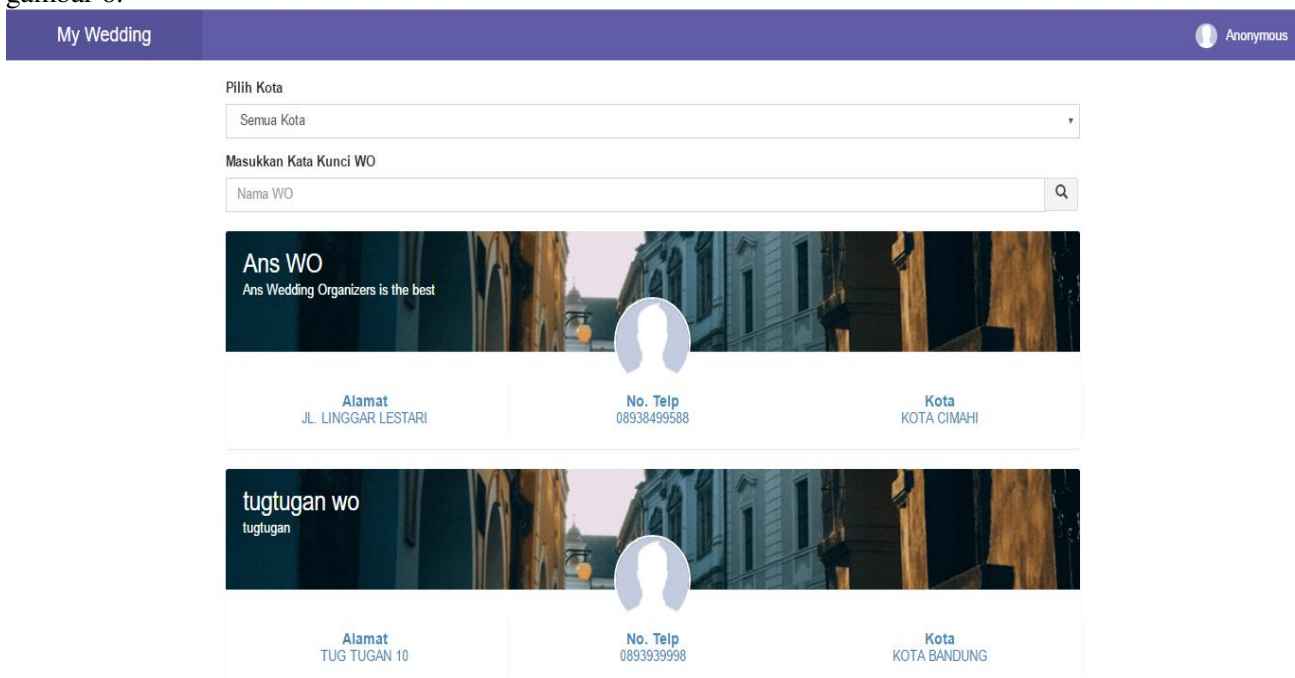 gambar 6.
My Wedding
Anonymous
Pilih Kota
Semua Kota
Masukkan Kata Kunci WO
Nama WO
Ans WO
Ans Wedding Organizers is the best
Alamat No. Telp Kota
JL. LINGGAR LESTARI 08938499588 KOTA CIMAHI
tugtugan wo
tugtugan
Alamat No. Telp Kota
TUG TUGAN 10 0893939998 KOTA BANDUNG